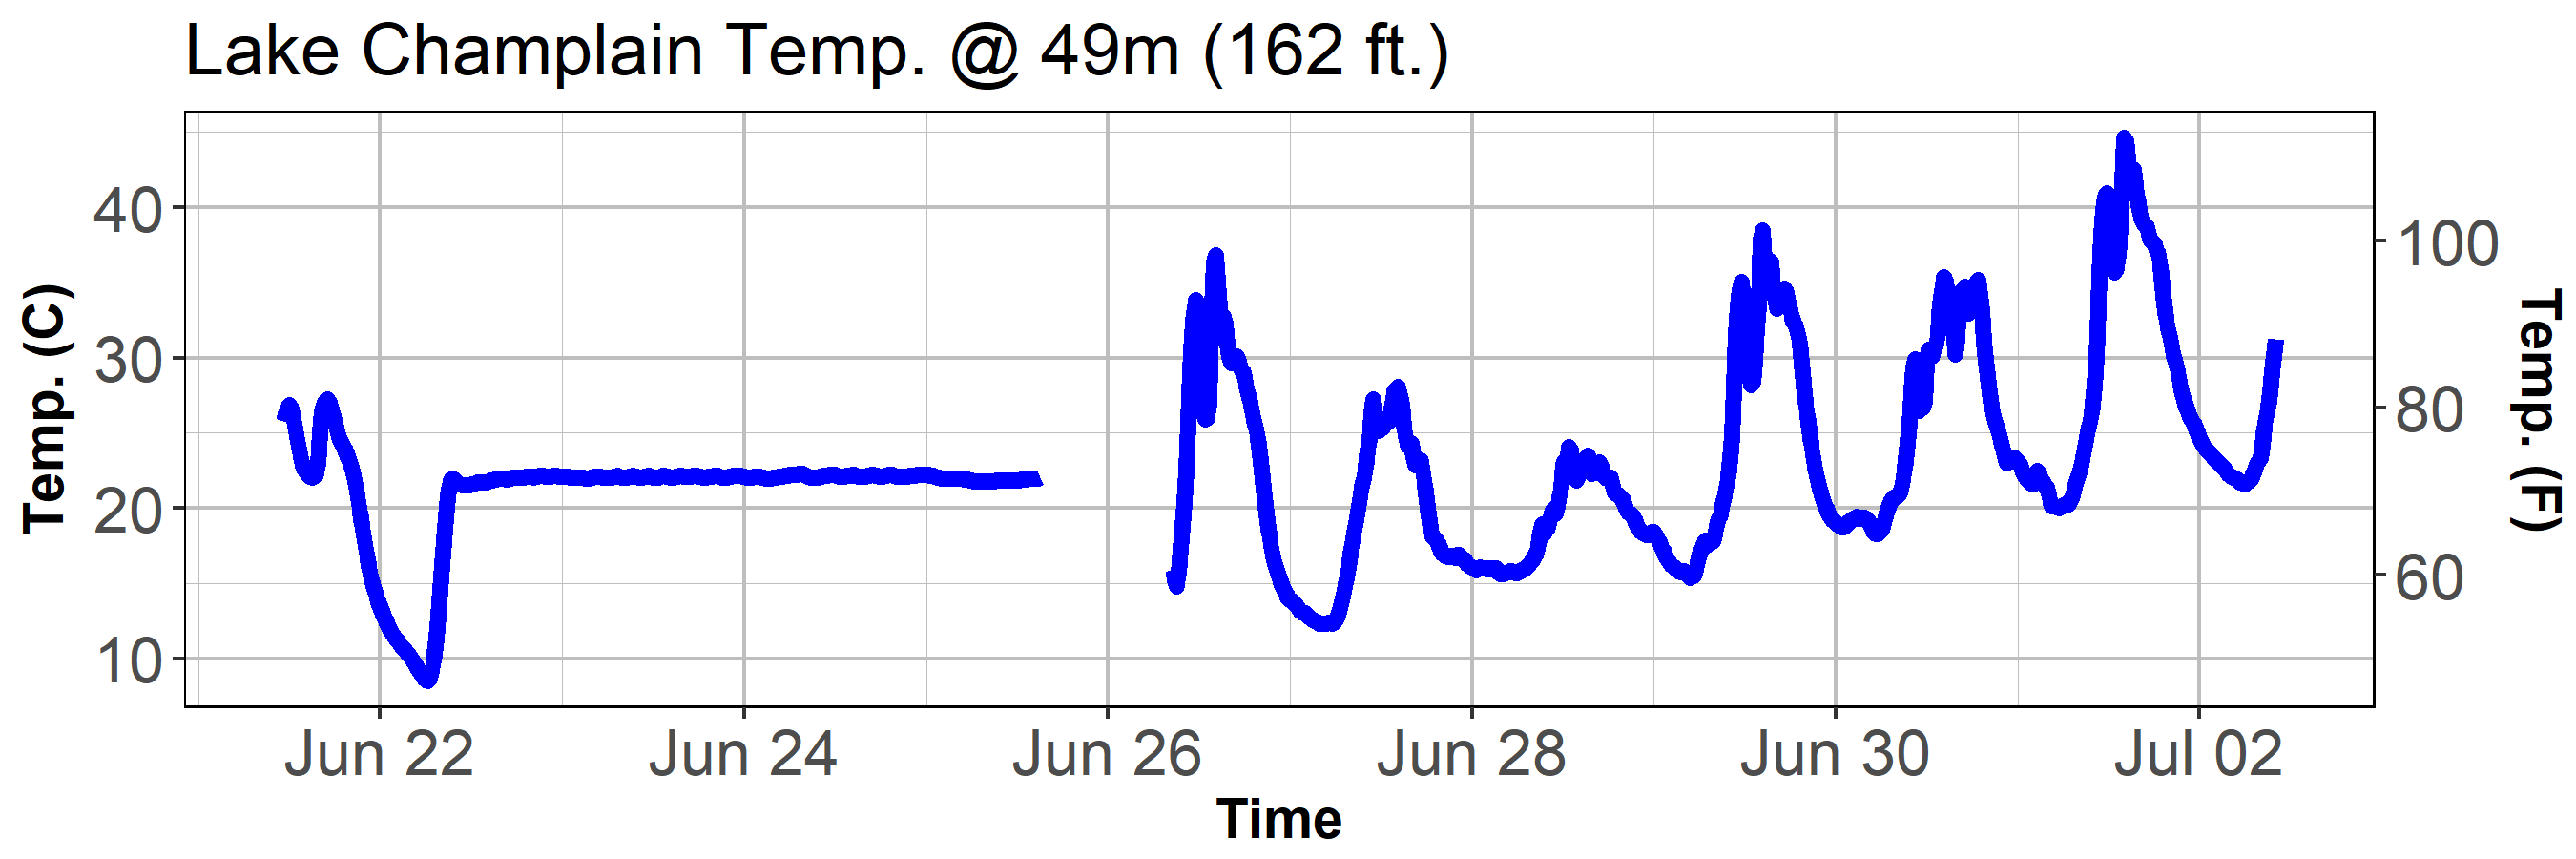 Lake Champlain Temp. @ 49m (162 ft.)
Temp. (C)
40
30
20
10
100
80
60
Temp. (F)
Jun 22 Jun 24 Jun 26 Jun 28 Jun 30 Jul 02
Time